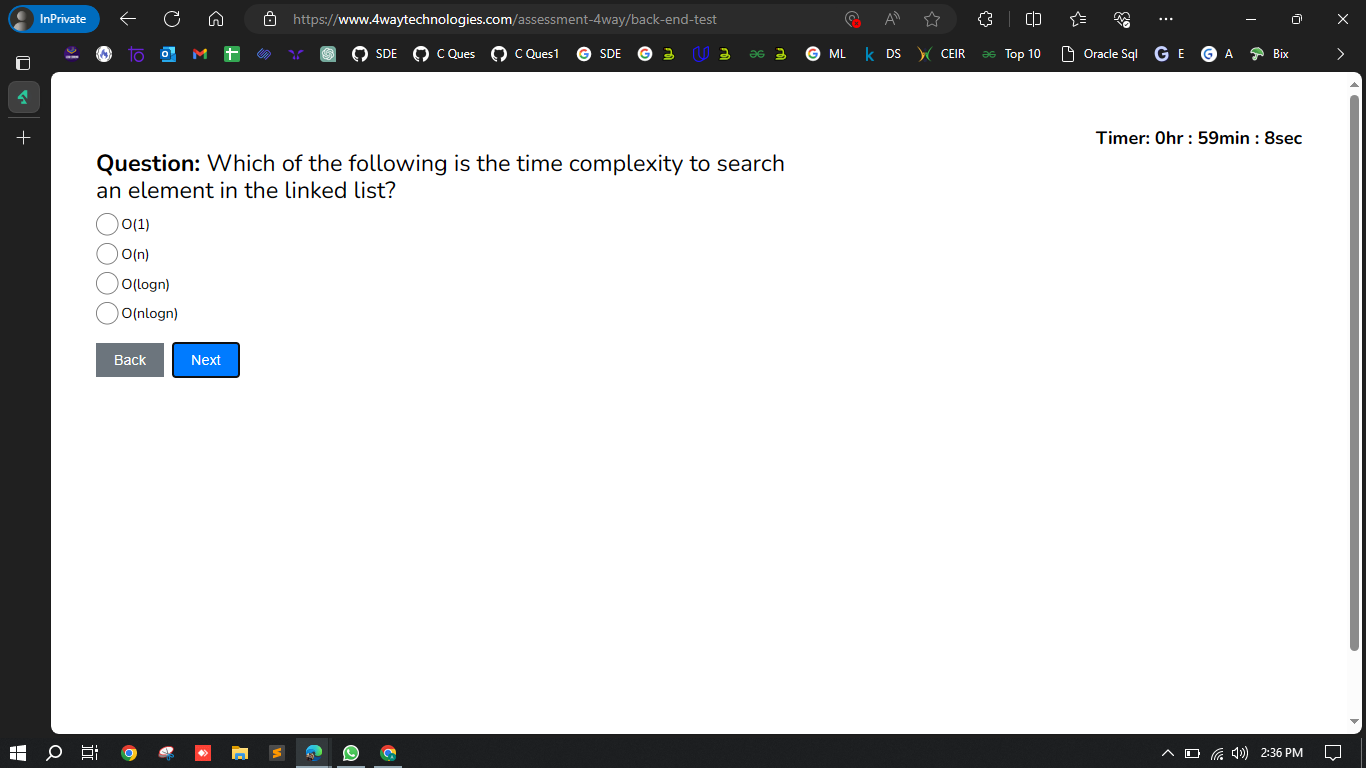 InPrivate
https://www.4waytechnologies.com/assessment-4way/back-end-test
SDE
C Ques
C Ques1
SDE
ML
DS
CEIR
Top 10
Oracle Sql
E
A
Bix
Timer: 0hr : 59min : 8sec
Question: Which of the following is the time complexity to search
an element in the linked list?
O(1)
O(n)
O(logn)
O(nlogn)
Back Next
2:36 PM